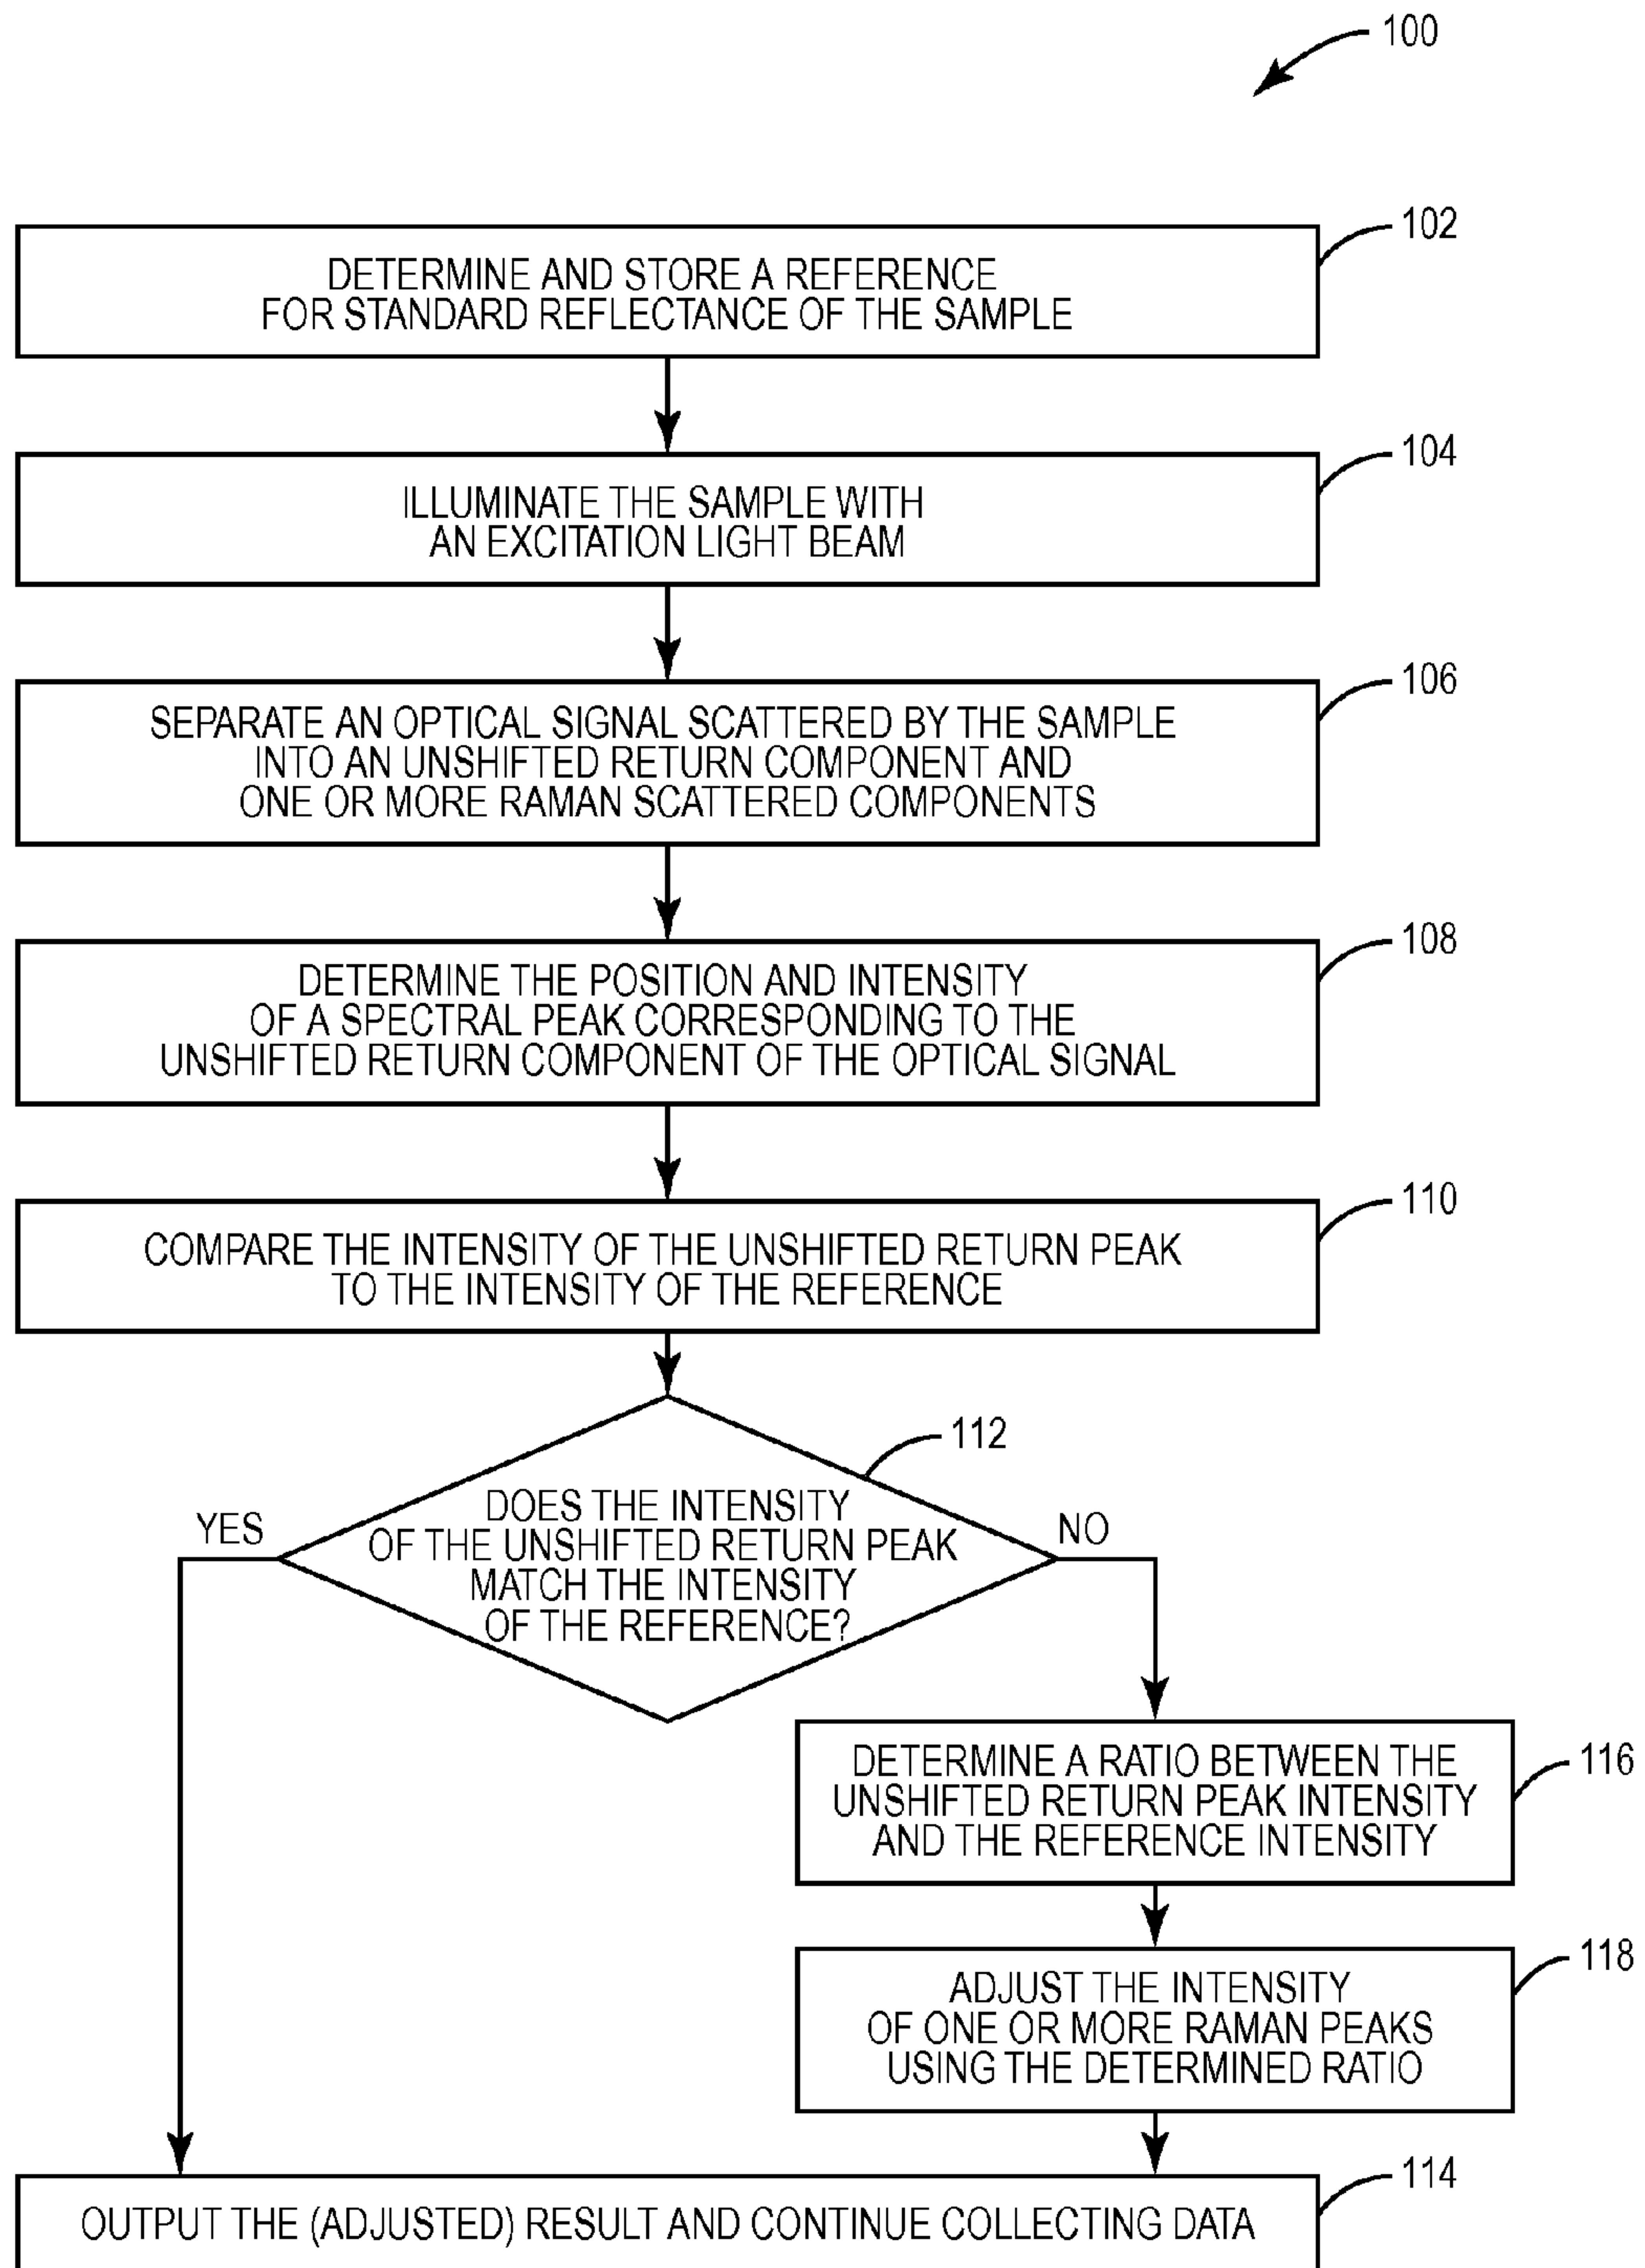 100
102
DETERMINE AND STORE A REFERENCE
FOR STANDARD REFLECTANCE OF THE SAMPLE
104
ILLUMINATE THE SAMPLE WITH
AN EXCITATION LIGHT BEAM
106
SEPARATE AN OPTICAL SIGNAL SCATTERED BY THE SAMPLE
INTO AN UNSHIFTED RETURN COMPONENT AND
ONE OR MORE RAMAN SCATTERED COMPONENTS
108
DETERMINE THE POSITION AND INTENSITY
OF A SPECTRAL PEAK CORRESPONDING TO THE
UNSHIFTED RETURN COMPONENT OF THE OPTICAL SIGNAL
110
COMPARE THE INTENSITY OF THE UNSHIFTED RETURN PEAK
TO THE INTENSITY OF THE REFERENCE
112
DOES THE INTENSITY
OF THE UNSHIFTED RETURN PEAK
MATCH THE INTENSITY
OF THE REFERENCE?
YES
NO
116
DETERMINE A RATIO BETWEEN THE
UNSHIFTED RETURN PEAK INTENSITY
AND THE REFERENCE INTENSITY
118
ADJUST THE INTENSITY
OF ONE OR MORE RAMAN PEAKS
USING THE DETERMINED RATIO
114
OUTPUT THE (ADJUSTED) RESULT AND CONTINUE COLLECTING DATA